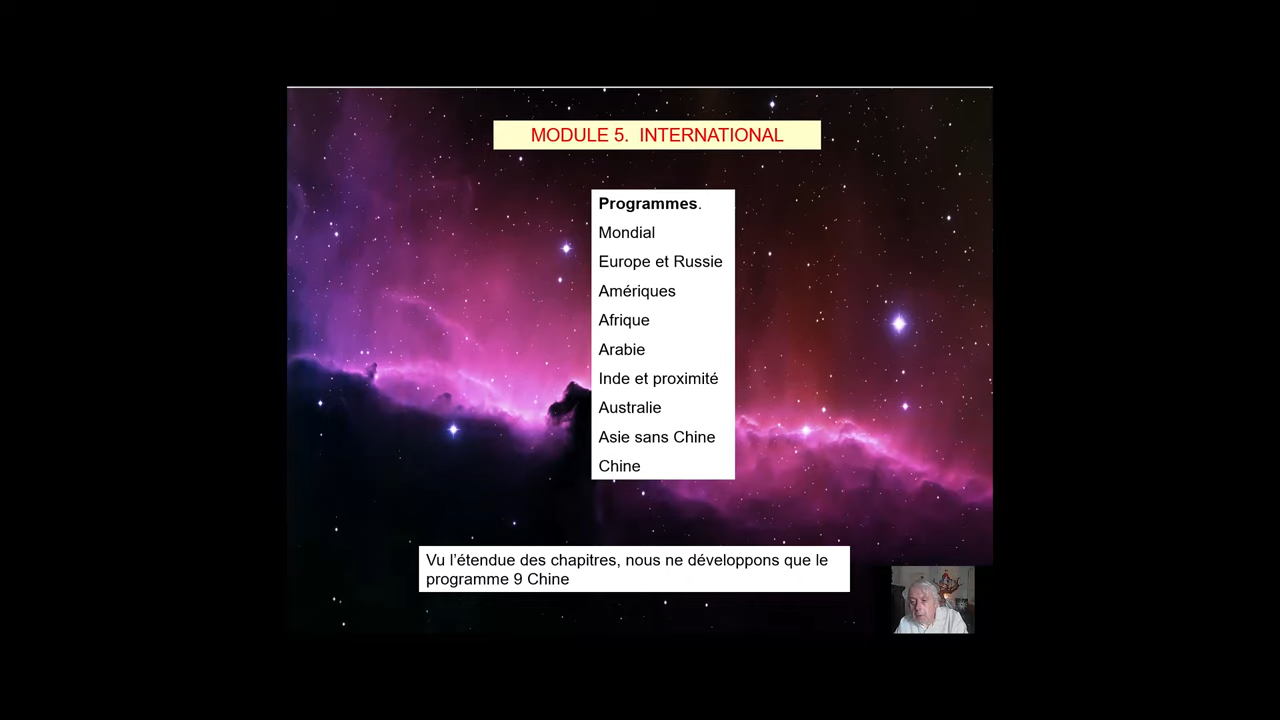 MODULE 5.  INTERNATIONAL
Programmes.
Mondial
Europe et Russie
Amériques
Afrique
Arabie
Inde et proximité
Australie
Asie sans Chine
Chine
Vu l’étendue des chapitres, nous ne développons que le
programme 9 Chine